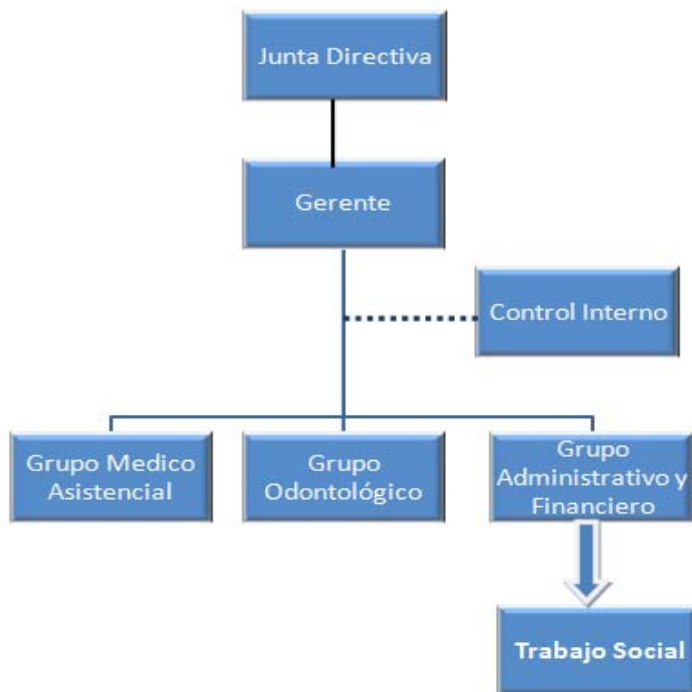 Junta Directiva
Gerente
Control Interno
Grupo Medico
Asistencial
Grupo
Odontológico
Grupo
Administrativo y
Financiero
Trabajo Social